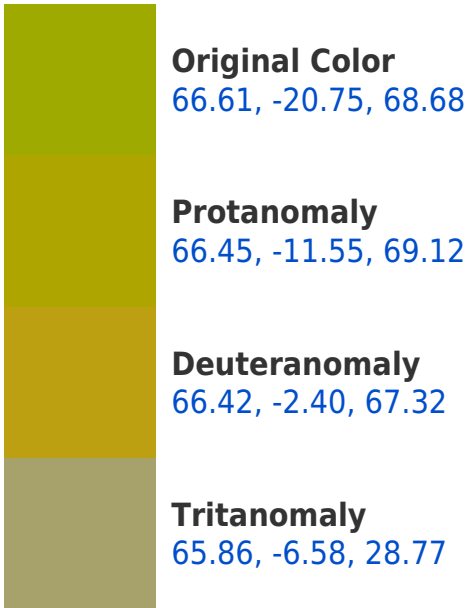 Original Color
66.61, -20.75, 68.68
Protanomaly
66.45, -11.55, 69.12
Deuteranomaly
66.42, -2.40, 67.32
Tritanomaly
65.86, -6.58, 28.77